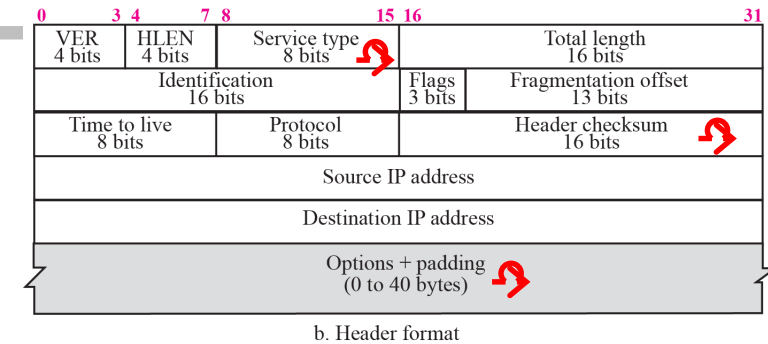 0 3 4 7 8 15 16 31
VER HLEN Service type Total length
4 bits 4 bits 8 bits 16 bits
Identification Flags Fragmentation offset
16 bits 3 bits 13 bits
Time to live Protocol Header checksum
8 bits 8 bits 16 bits
Source IP address
Destination IP address
Options + padding
(0 to 40 bytes)
b. Header format